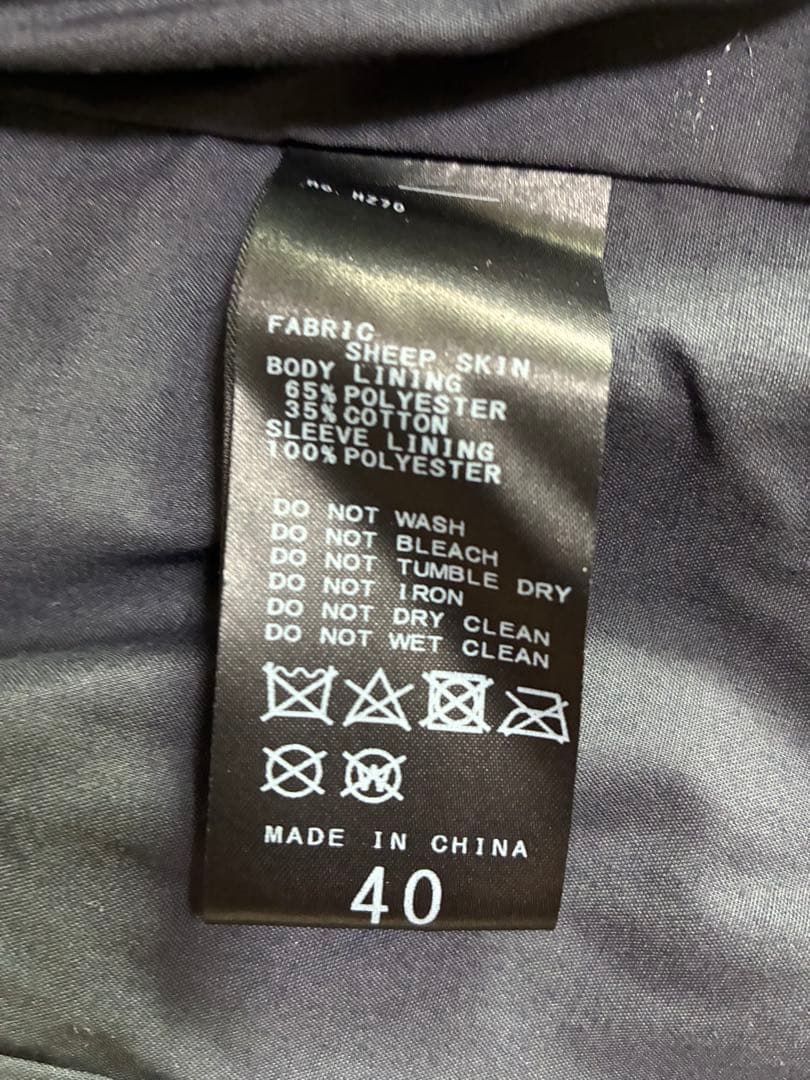 No. H270
FABRIC
SHEEP SKIN
BODY LINING
65% POLYESTER
35% COTTON
SLEEVE LINING
100% POLYESTER
DO NOT WASH
DO NOT BLEACH
DO NOT TUMBLE DRY
DO NOT IRON
DO NOT DRY CLEAN
DO NOT WET CLEAN
W
MADE IN CHINA
40